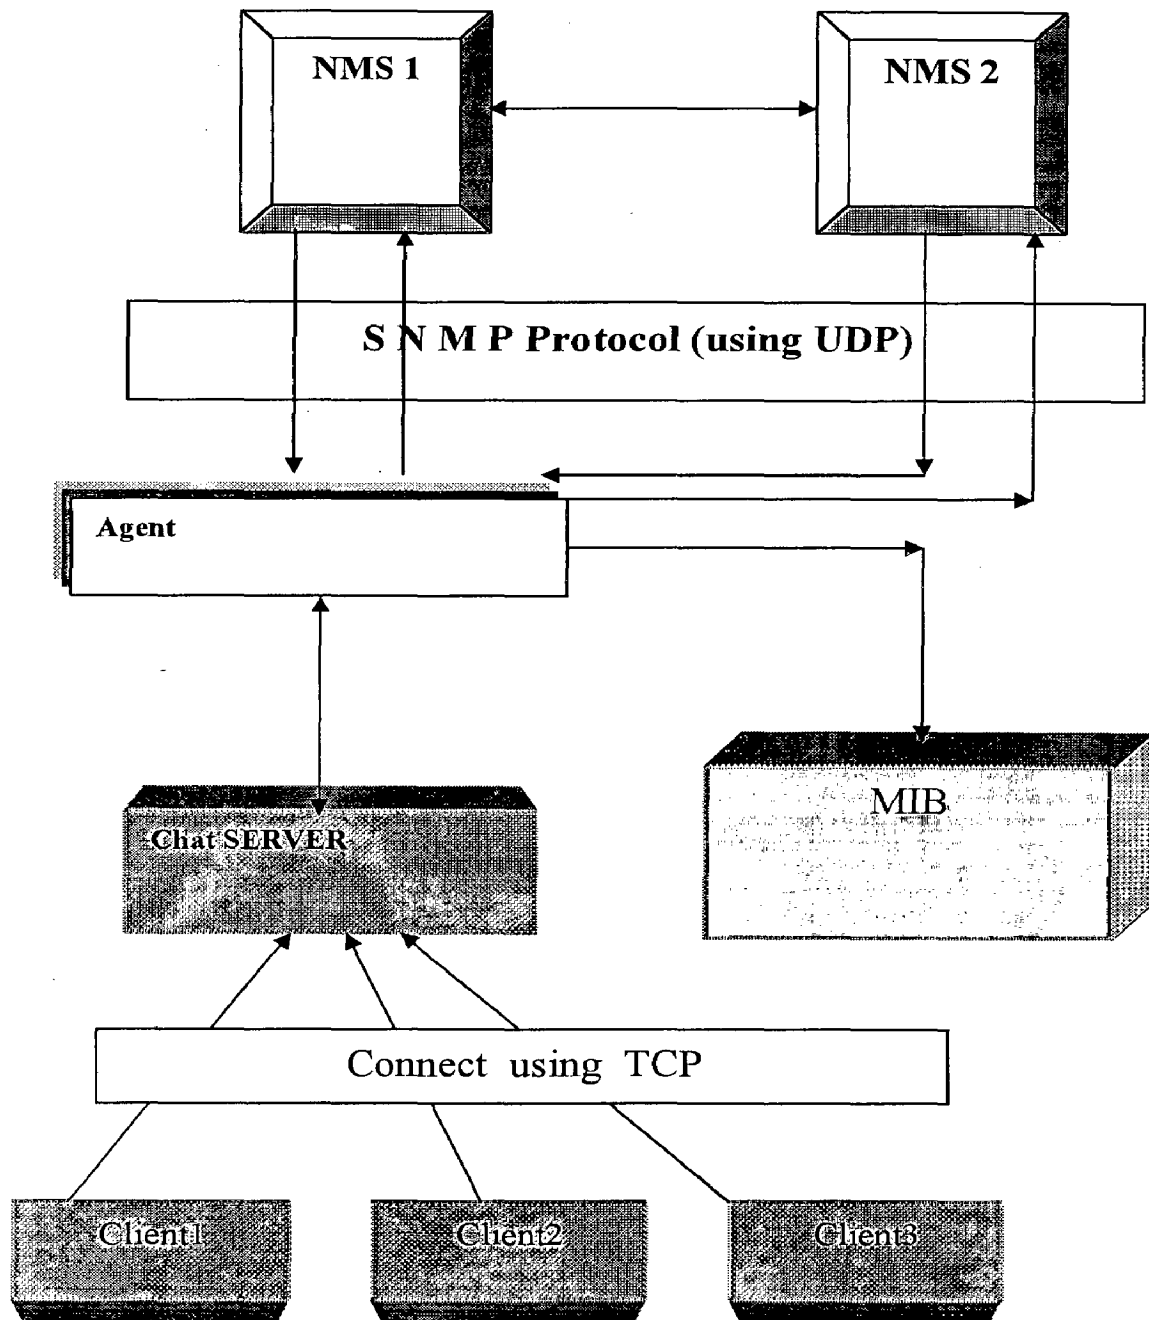 NMS 1
NMS 2
S N M P Protocol (using UDP)
Agent
MIB
Chat SERVER
Connect using TCP
Client1
Client2
Client3